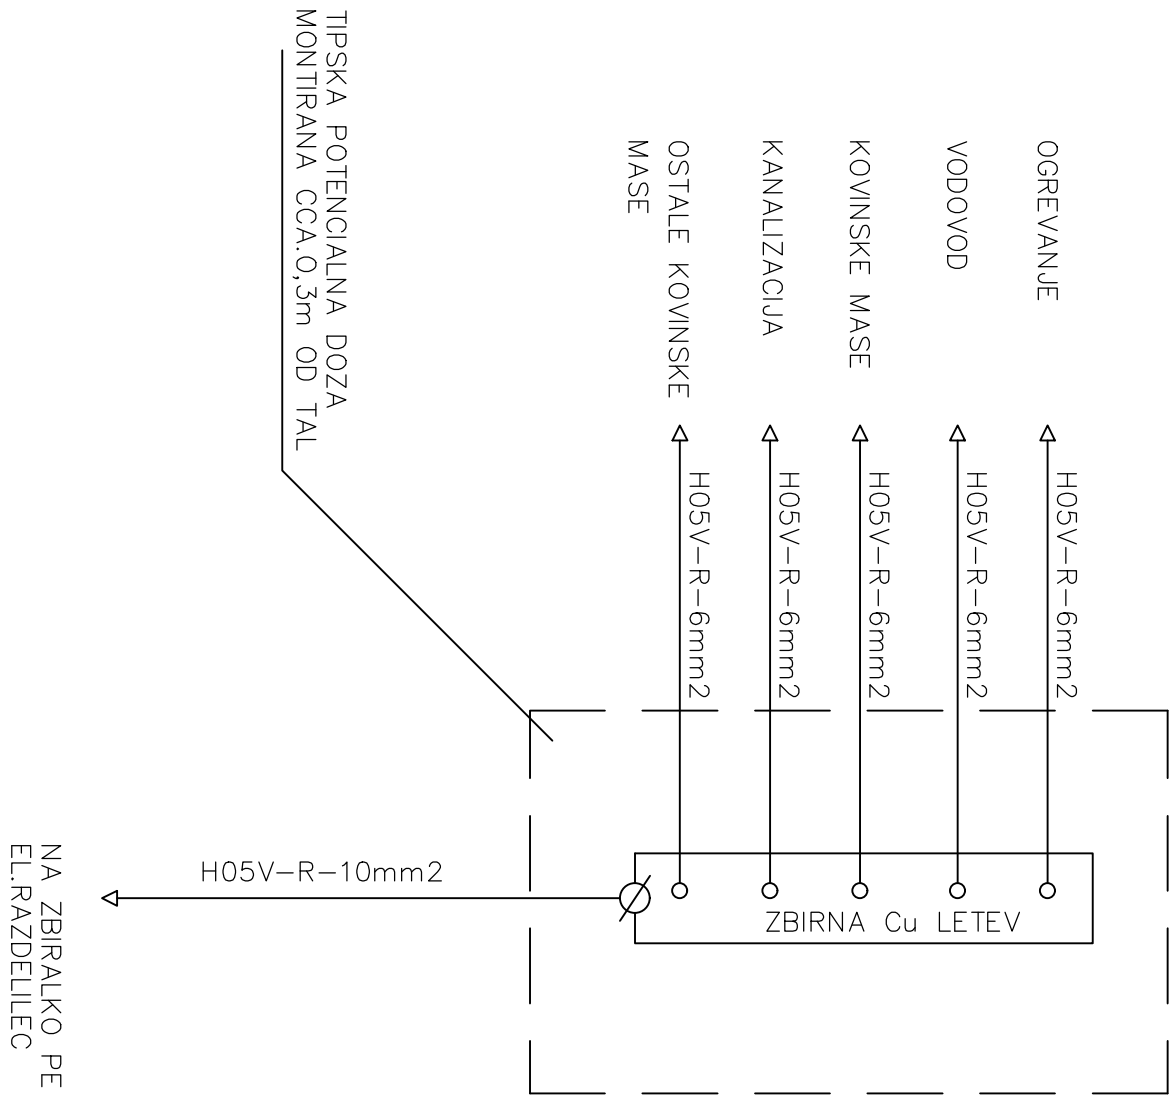 TIPSKA POTENCIALNA DOZA
MONTIRANA CCA.0,3m OD TAL
OGREVANJE
H05V-R-6mm2
VODOVOD
H05V-R-6mm2
KOVINSKE MASE
H05V-R-6mm2
KANALIZACIJA
H05V-R-6mm2
OSTALE KOVINSKE
MASE
H05V-R-6mm2
ZBIRNA Cu LETEV
H05V-R-10mm2
NA ZBIRALKO PE
EL.RAZDELILEC